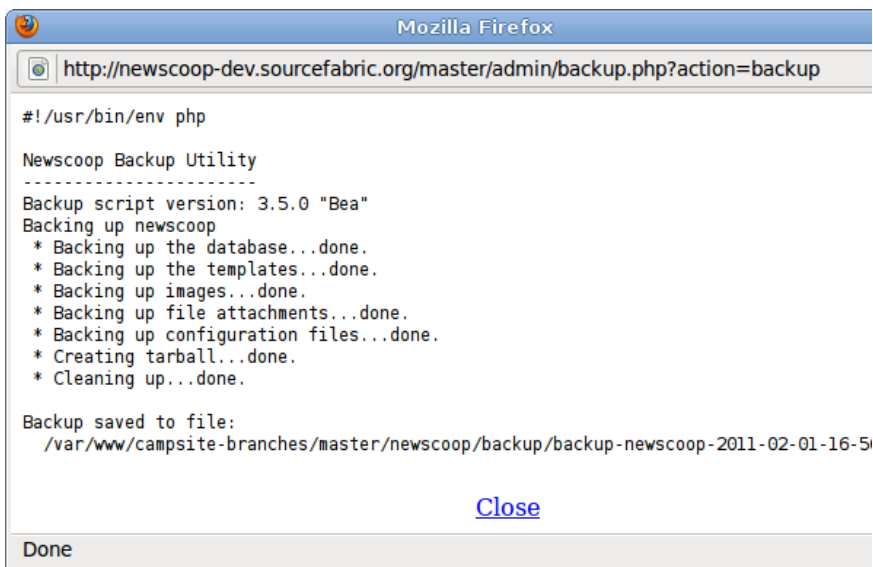 Mozilla Firefox
http://newscoop-dev.sourcefabric.org/master/admin/backup.php?action=backup
#!/usr/bin/env php
Newscoop Backup Utility
------------------------
Backup script version: 3.5.0 "Bea"
Backing up newscoop
* Backing up the database...done.
* Backing up the templates...done.
* Backing up images...done.
* Backing up file attachments...done.
* Backing up configuration files...done.
* Creating tarball...done.
* Cleaning up...done.
Backup saved to file:
/var/www/campsite-branches/master/newscoop/backup/backup-newscoop-2011-02-01-16-5
Close
Done